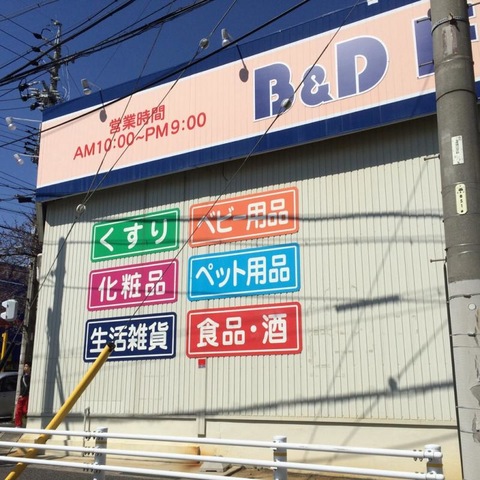 営業時間
AM10:00~PM9:00
B&D
くすり
ベビー用品
化粧品
ペット用品
生活雑貨
食品・酒